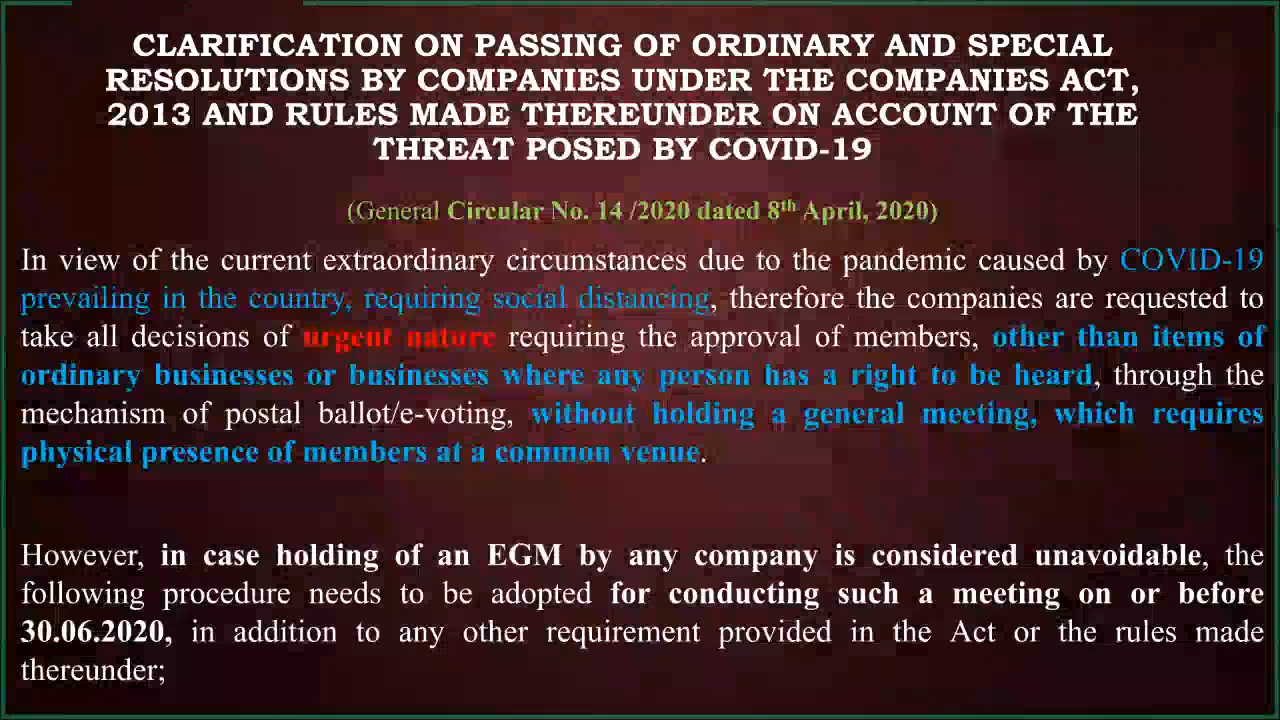 CLARIFICATION ON PASSING OF ORDINARY AND SPECIAL
RESOLUTIONS BY COMPANIES UNDER THE COMPANIES ACT,
2013 AND RULES MADE THEREUNDER ON ACCOUNT OF THE
THREAT POSED BY COVID-19
(General Circular No. 14 /2020 dated 8th April, 2020)
In view of the current extraordinary circumstances due to the pandemic caused by COVID-19
prevailing in the country, requiring social distancing, therefore the companies are requested to
take all decisions of urgent nature requiring the approval of members, other than items of
ordinary businesses or businesses where any person has a right to be heard, through the
mechanism of postal ballot/e-voting, without holding a general meeting, which requires
physical presence of members at a common venue.
However, in case holding of an EGM by any company is considered unavoidable, the
following procedure needs to be adopted for conducting such a meeting on or before
30.06.2020, in addition to any other requirement provided in the Act or the rules made
thereunder;